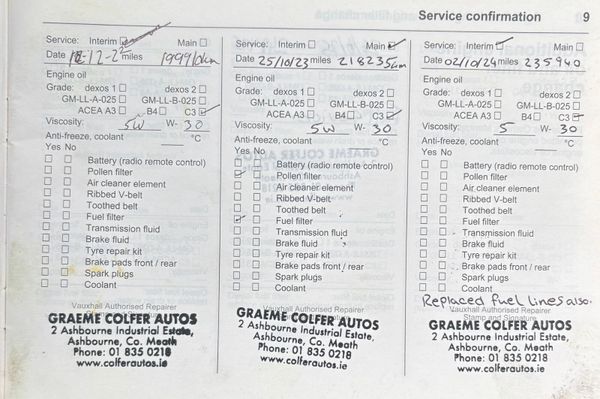 Service confirmation 9
Service: Interim Main
Date 12-12-22 miles 199910km
Engine oil
Grade: dexos 1 dexos 2
GM-LL-A-025 GM-LL-B-025
ACEA A3 B4 C3
Viscosity: 5W W- 30
Anti-freeze, coolant °C
Yes No
Battery (radio remote control)
Pollen filter
Air cleaner element
Ribbed V-belt
Toothed belt
Fuel filter
Transmission fluid
Brake fluid
Tyre repair kit
Brake pads front / rear
Spark plugs
Coolant
Vauxhall Authorised Repairer
GRAEME COLFER AUTOS
2 Ashbourne Industrial Estate,
Ashbourne, Co. Meath
Phone: 01 835 0218
www.colferautos.ie
Service: Interim Main
Date 25/10/23 miles 218235km
Engine oil
Grade: dexos 1 dexos 2
GM-LL-A-025 GM-LL-B-025
ACEA A3 B4 C3
Viscosity: 5W W- 30
Anti-freeze, coolant °C
Yes No
Battery (radio remote control)
Pollen filter
Air cleaner element
Ribbed V-belt
Toothed belt
Fuel filter
Transmission fluid
Brake fluid
Tyre repair kit
Brake pads front / rear
Spark plugs
Coolant
GRAEME COLFER AUTOS
2 Ashbourne Industrial Estate,
Ashbourne, Co. Meath
Phone: 01 835 0218
www.colferautos.ie
Service: Interim Main
Date 02/10/24 miles 235940
Engine oil
Grade: dexos 1 dexos 2
GM-LL-A-025 GM-LL-B-025
ACEA A3 B4 C3
Viscosity: 5 W- 30
Anti-freeze, coolant °C
Yes No
Battery (radio remote control)
Pollen filter
Air cleaner element
Ribbed V-belt
Toothed belt
Fuel filter
Transmission fluid
Brake fluid
Tyre repair kit
Brake pads front / rear
Spark plugs
Coolant
Replaced fuel lines also.
Vauxhall Authorised Repairer
Stamp and Signature
GRAEME COLFER AUTOS
2 Ashbourne Industrial Estate,
Ashbourne, Co. Meath
Phone: 01 835 0218
www.colferautos.ie